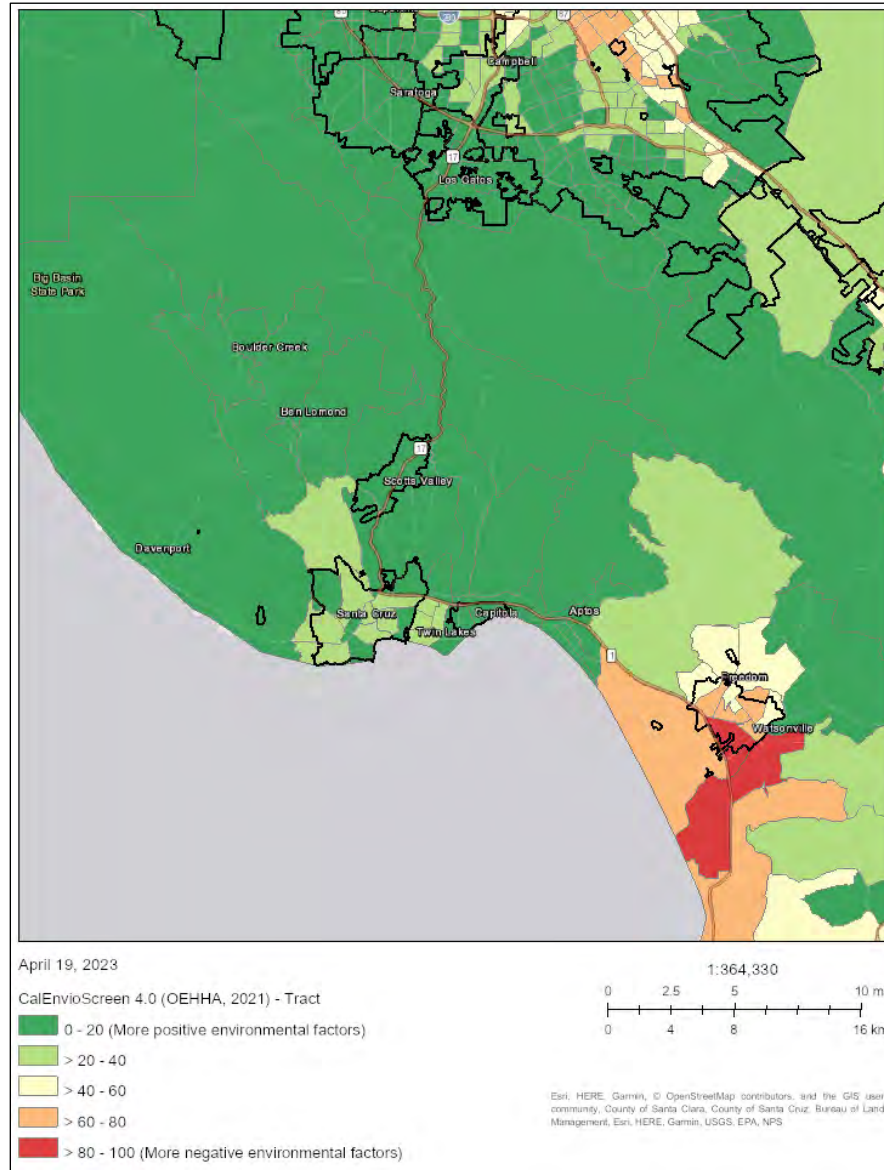 Campbell
Saratoga
17
Los Gatos
Big Basin
State Park
Boulder Creek
Ben Lomond
17
Scotts Valley
Davenport
Santa Cruz
Twin Lakes
Capitola
Aptos
1
Freedom
Watsonville
April 19, 2023
1:364,330
0 2.5 5 10 m
0 4 8 16 km
CalEnvioScreen 4.0 (OEHHA, 2021) - Tract
0 - 20 (More positive environmental factors)
> 20 - 40
> 40 - 60
> 60 - 80
> 80 - 100 (More negative environmental factors)
Esri, HERE, Garmin, © OpenStreetMap contributors, and the GIS user
community, County of Santa Clara, County of Santa Cruz, Bureau of Land
Management, Esri, HERE, Garmin, USGS, EPA, NPS